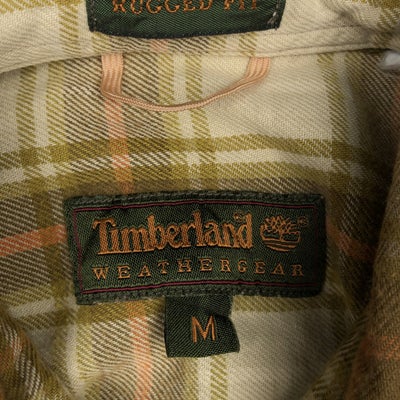 RUGGED FIT
Timberland
WEATHERGEAR
M